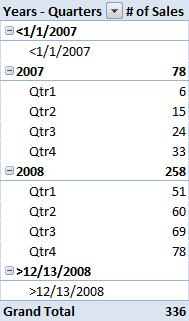 Years - Quarters # of Sales
<1/1/2007
<1/1/2007
2007 78
Qtr1 6
Qtr2 15
Qtr3 24
Qtr4 33
2008 258
Qtr1 51
Qtr2 60
Qtr3 69
Qtr4 78
>12/13/2008
>12/13/2008
Grand Total 336